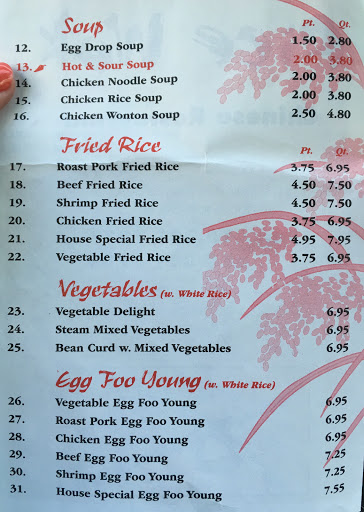 Soup Pt. Qt.
12. Egg Drop Soup 1.50 2.80
13. Hot & Sour Soup 2.00 3.80
14. Chicken Noodle Soup 2.00 3.80
15. Chicken Rice Soup 2.00 3.80
16. Chicken Wonton Soup 2.50 4.80
Fried Rice Pt. Qt.
17. Roast Pork Fried Rice 3.75 6.95
18. Beef Fried Rice 4.50 7.50
19. Shrimp Fried Rice 4.50 7.50
20. Chicken Fried Rice 3.75 6.95
21. House Special Fried Rice 4.95 7.95
22. Vegetable Fried Rice 3.75 6.95
Vegetables (w. White Rice)
23. Vegetable Delight 6.95
24. Steam Mixed Vegetables 6.95
25. Bean Curd w. Mixed Vegetables 6.95
Egg Foo Young (w. White Rice)
26. Vegetable Egg Foo Young 6.95
27. Roast Pork Egg Foo Young 6.95
28. Chicken Egg Foo Young 6.95
29. Beef Egg Foo Young 7.25
30. Shrimp Egg Foo Young 7.25
31. House Special Egg Foo Young 7.55